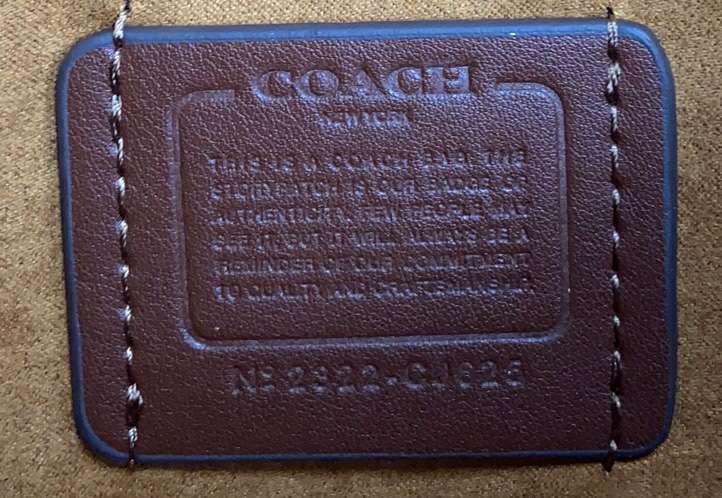 COACH
NEW YORK
THIS IS A COACH BAG. THE
STORYPATCH IS OUR BADGE OF
AUTHENTICITY. FEW PEOPLE MAY
SEE IT, BUT IT WILL ALWAYS BE A
REMINDER OF OUR COMMITMENT
TO QUALITY AND CRAFTSMANSHIP.